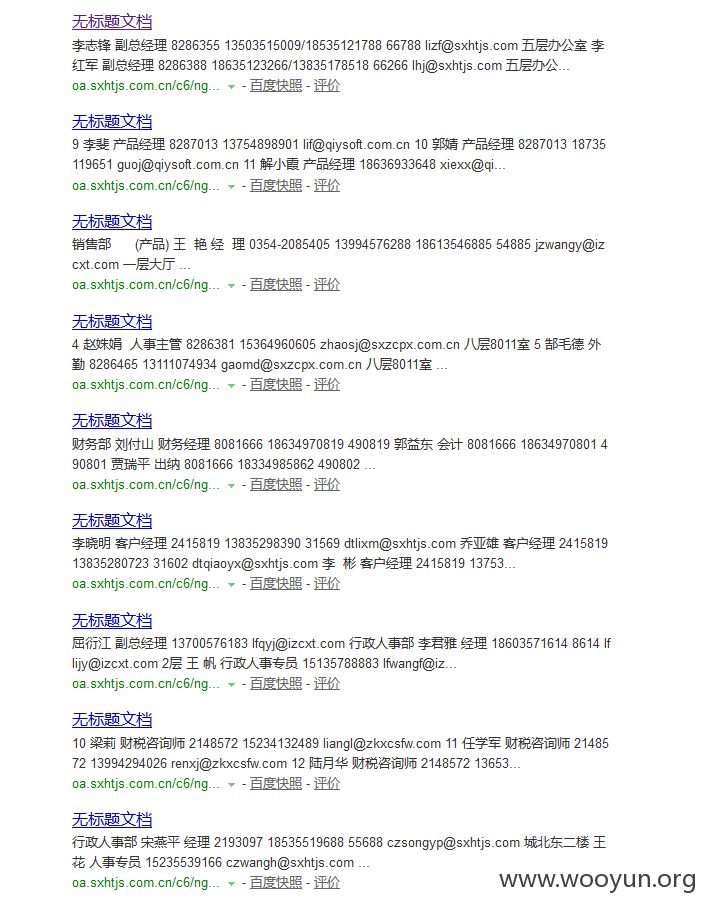 无标题文档
李志锋 副总经理 8286355 13503515009/18535121788 66788 lizf@sxhtjs.com 五层办公室 李
红军 副总经理 8286388 18635123266/13835178518 66266 lhj@sxhtjs.com 五层办公...
oa.sxhtjs.com.cn/c6/ng... - 百度快照 - 评价
无标题文档
9 李斐 产品经理 8287013 13754898901 lif@qiysoft.com.cn 10 郭婧 产品经理 8287013 18735
119651 guoj@qiysoft.com.cn 11 解小霞 产品经理 18636933648 xiexx@qi...
oa.sxhtjs.com.cn/c6/ng... - 百度快照 - 评价
无标题文档
销售部 (产品) 王 艳 经 理 0354-2085405 13994576288 18613546885 54885 jzwangy@iz
cxt.com 一层大厅 ...
oa.sxhtjs.com.cn/c6/ng... - 百度快照 - 评价
无标题文档
4 赵姝娟 人事主管 8286381 15364960605 zhaosj@sxzcpx.com.cn 八层8011室 5 郜毛德 外
勤 8286465 13111074934 gaomd@sxzcpx.com.cn 八层8011室 ...
oa.sxhtjs.com.cn/c6/ng... - 百度快照 - 评价
无标题文档
财务部 刘付山 财务经理 8081666 18634970819 490819 郭益东 会计 8081666 18634970801 4
90801 贾瑞平 出纳 8081666 18334985862 490802 ...
oa.sxhtjs.com.cn/c6/ng... - 百度快照 - 评价
无标题文档
李晓明 客户经理 2415819 13835298390 31569 dtlixm@sxhtjs.com 乔亚雄 客户经理 2415819
13835280723 31602 dtqiaoyx@sxhtjs.com 李 彬 客户经理 2415819 13753...
oa.sxhtjs.com.cn/c6/ng... - 百度快照 - 评价
无标题文档
屈衍江 副总经理 13700576183 lfqyj@izcxt.com 行政人事部 李君雅 经理 18603571614 8614 lf
lijy@izcxt.com 2层 王 帆 行政人事专员 15135788883 lfwangf@iz...
oa.sxhtjs.com.cn/c6/ng... - 百度快照 - 评价
无标题文档
10 梁莉 财税咨询师 2148572 15234132489 liangl@zkxcsfw.com 11 任学军 财税咨询师 21485
72 13994294026 renxj@zkxcsfw.com 12 陆月华 财税咨询师 2148572 13653...
oa.sxhtjs.com.cn/c6/ng... - 百度快照 - 评价
无标题文档
行政人事部 宋燕平 经理 2193097 18535519688 55688 czsongyp@sxhtjs.com 城北东二楼 王
花 人事专员 15235539166 czwangh@sxhtjs.com ...
oa.sxhtjs.com.cn/c6/ng... - 百度快照 - 评价
www.wooyun.org